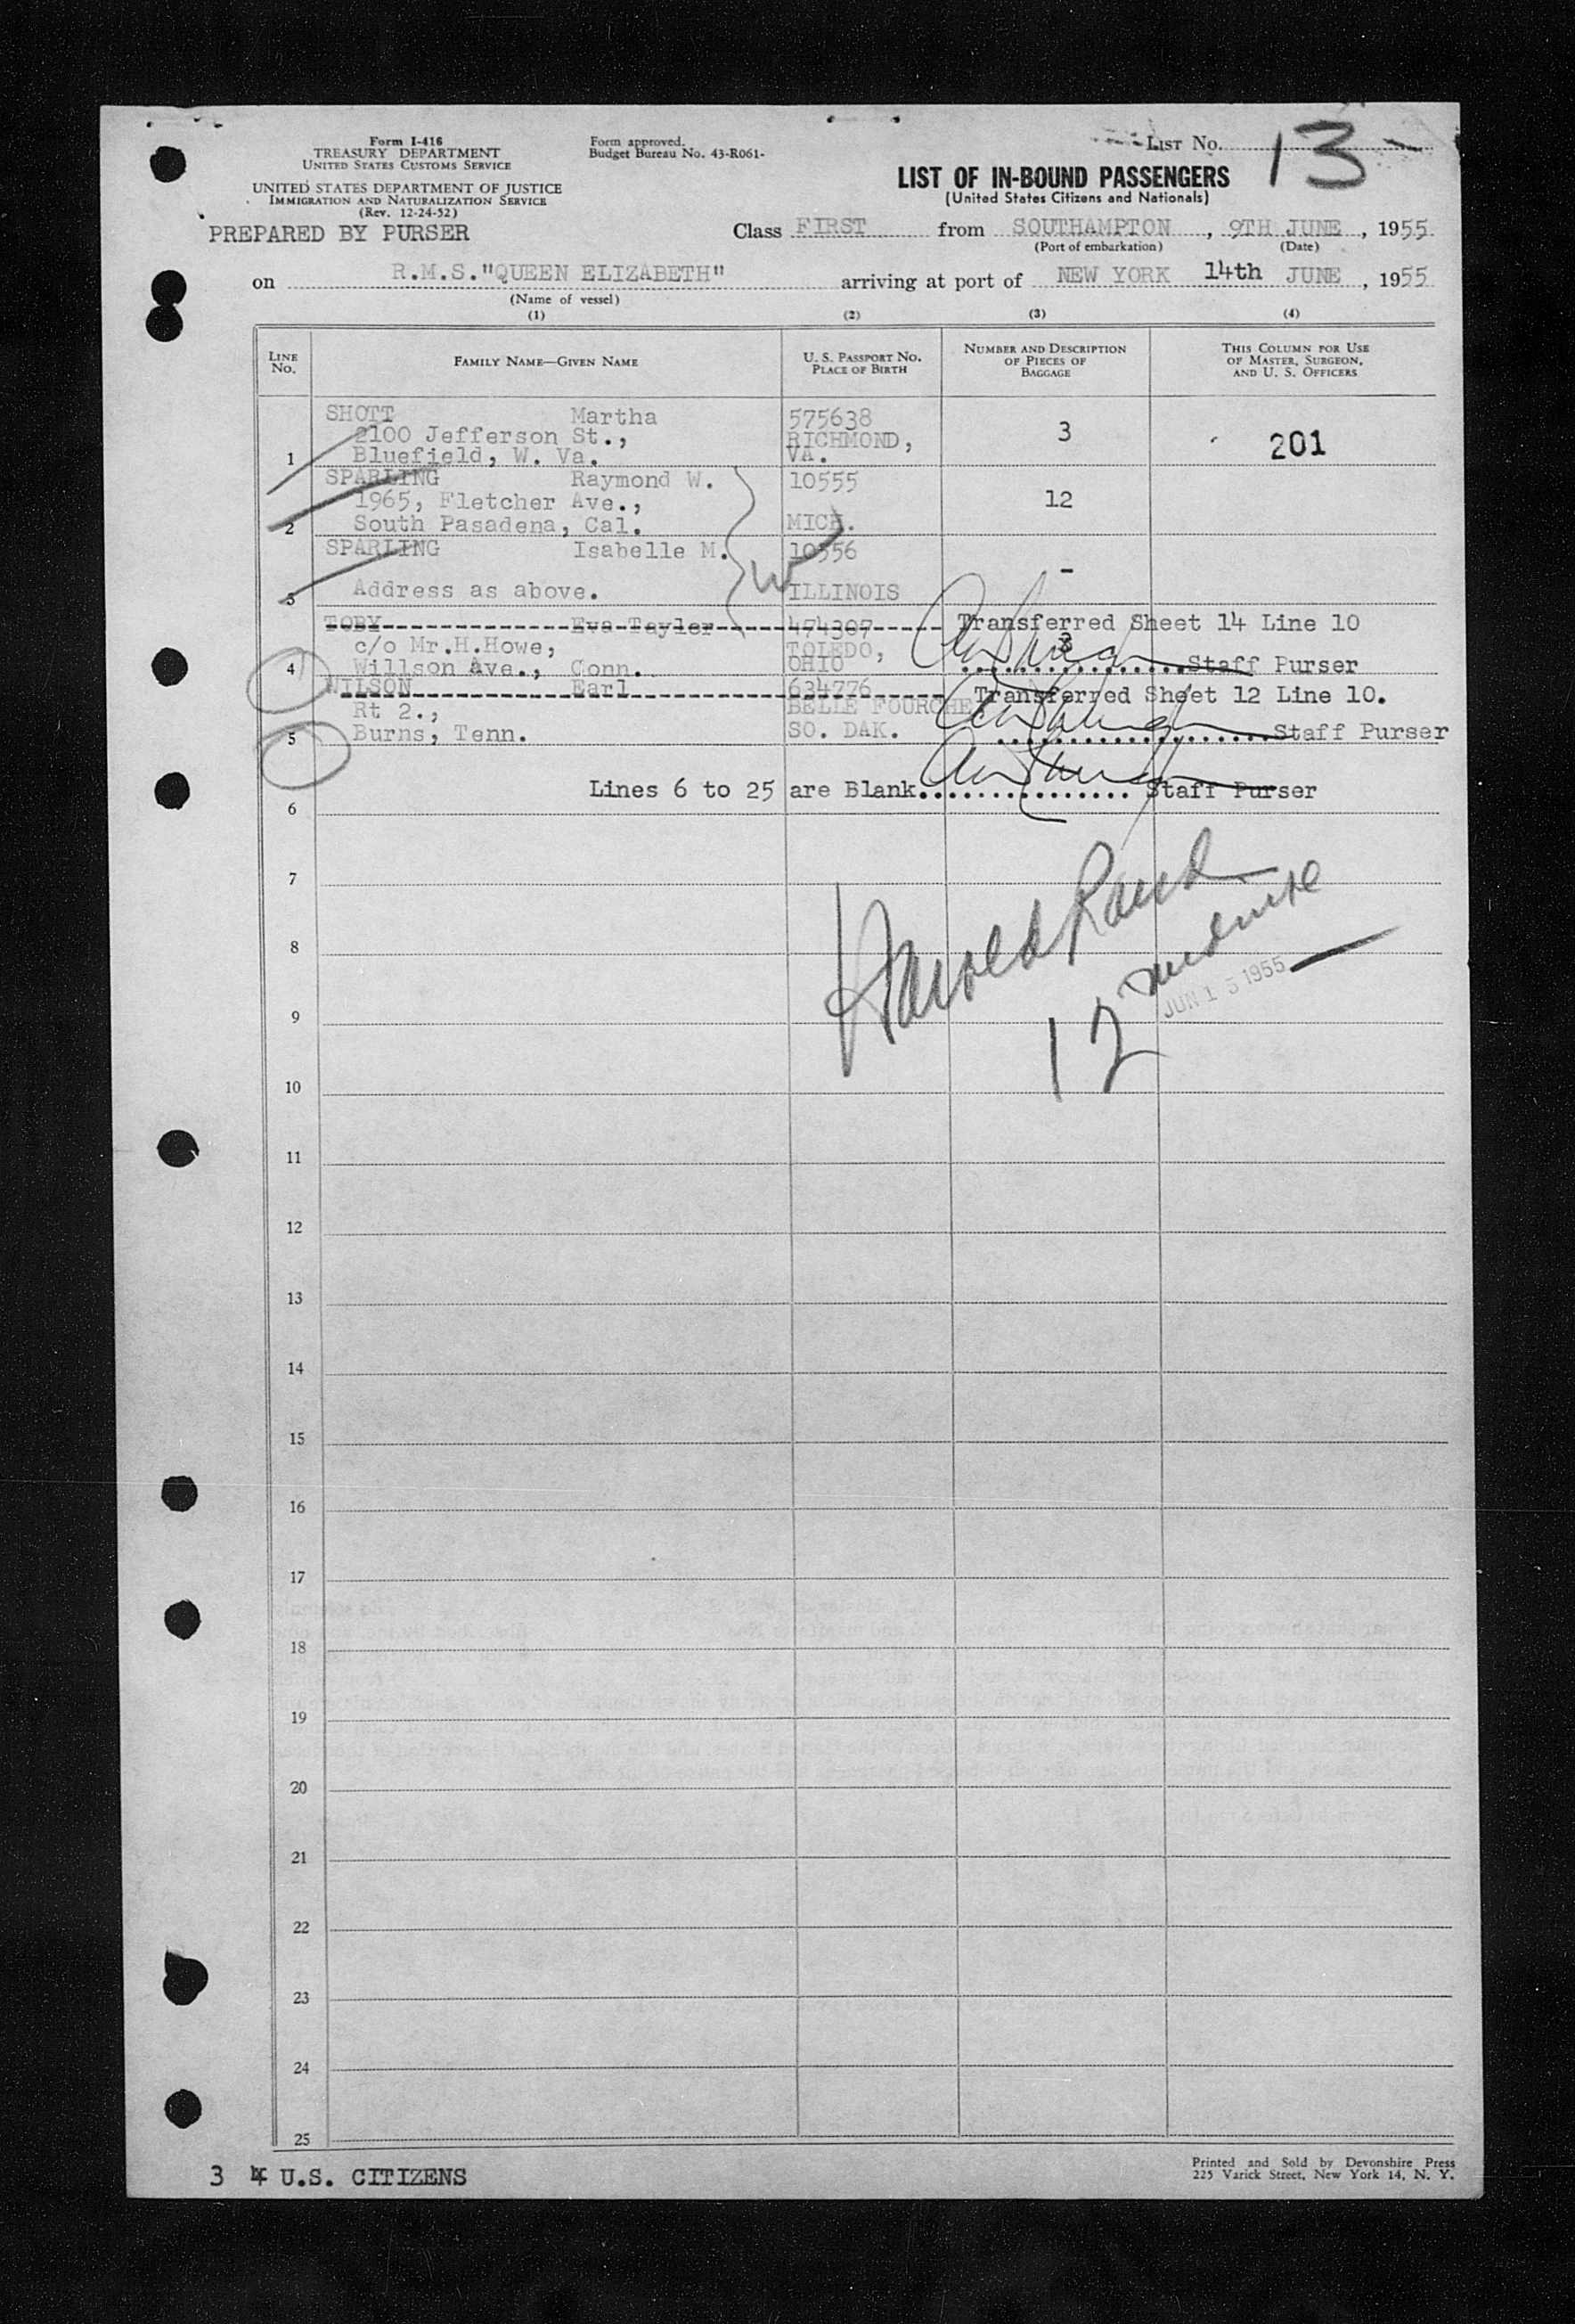 Form I-416
TREASURY DEPARTMENT
UNITED STATES CUSTOMS SERVICE
UNITED STATES DEPARTMENT OF JUSTICE
IMMIGRATION AND NATURALIZATION SERVICE
(Rev. 12-24-52)
PREPARED BY PURSER
Form approved.
Budget Bureau No. 43-R061-
LIST No. 13
LIST OF IN-BOUND PASSENGERS
(United States Citizens and Nationals)
Class FIRST from SOUTHAMPTON, 9TH JUNE, 1955
(Port of embarkation) (Date)
on R.M.S."QUEEN ELIZABETH" arriving at port of NEW YORK 14th JUNE, 1955
(Name of vessel)
(1) (2) (3) (4)
LINE No. FAMILY NAME—GIVEN NAME U. S. PASSPORT No. PLACE OF BIRTH NUMBER AND DESCRIPTION OF PIECES OF BAGGAGE THIS COLUMN FOR USE OF MASTER, SURGEON, AND U. S. OFFICERS
SHOTT Martha 575638
2100 Jefferson St., RICHMOND, 3 201
1 Bluefield, W. Va. VA.
SPARLING Raymond W. 10555
1965, Fletcher Ave., 12
2 South Pasadena, Cal. MICH.
SPARLING Isabelle M. 10556
-
3 Address as above. ILLINOIS
W
TOBY Eva Tayler 474307 Transferred Sheet 14 Line 10
c/o Mr.H.Howe; TOLEDO, 3
4 Willson Ave., Conn. OHIO Staff Purser
WILSON Earl 634776 Transferred Sheet 12 Line 10.
Rt 2., BELLE FOURCHE
5 Burns, Tenn. SO. DAK. Staff Purser
Lines 6 to 25 are Blank............... Staff Purser
6
7
Harold Rand
8
JUN 13 1955
9
12
10
11
12
13
14
15
16
17
18
19
20
21
22
23
24
25
3 4 U.S. CITIZENS
Printed and Sold by Devonshire Press
225 Varick Street, New York 14, N. Y.